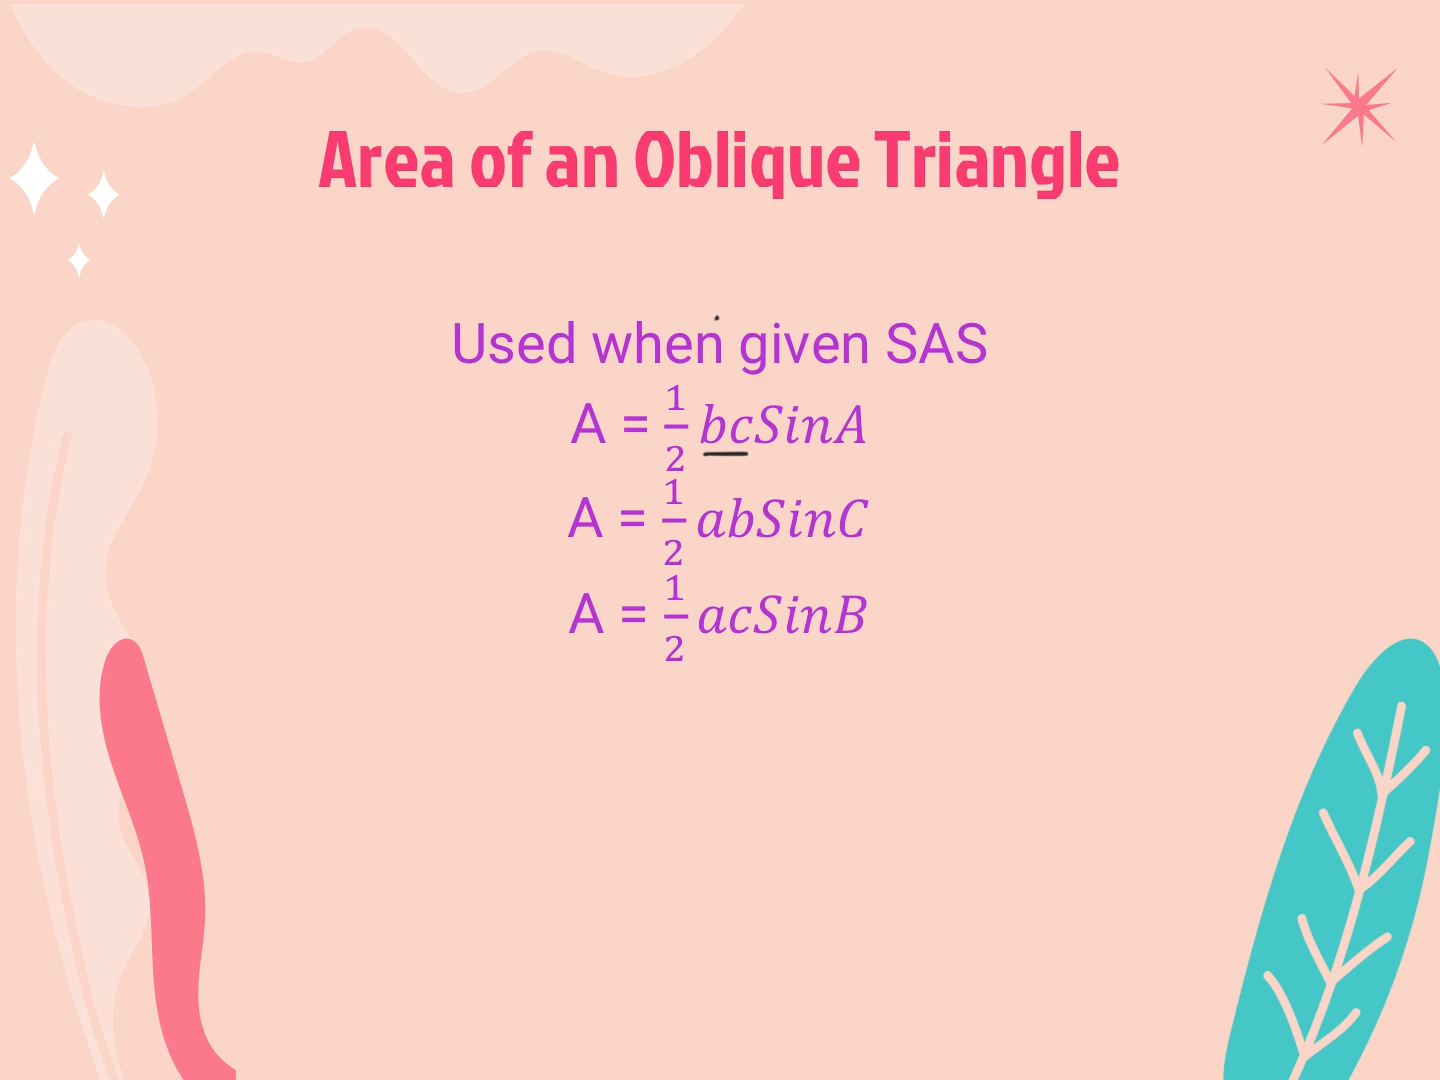 Area of an Oblique Triangle
Used when given SAS
A = 1/2 bcSinA
A = 1/2 abSinC
A = 1/2 acSinB